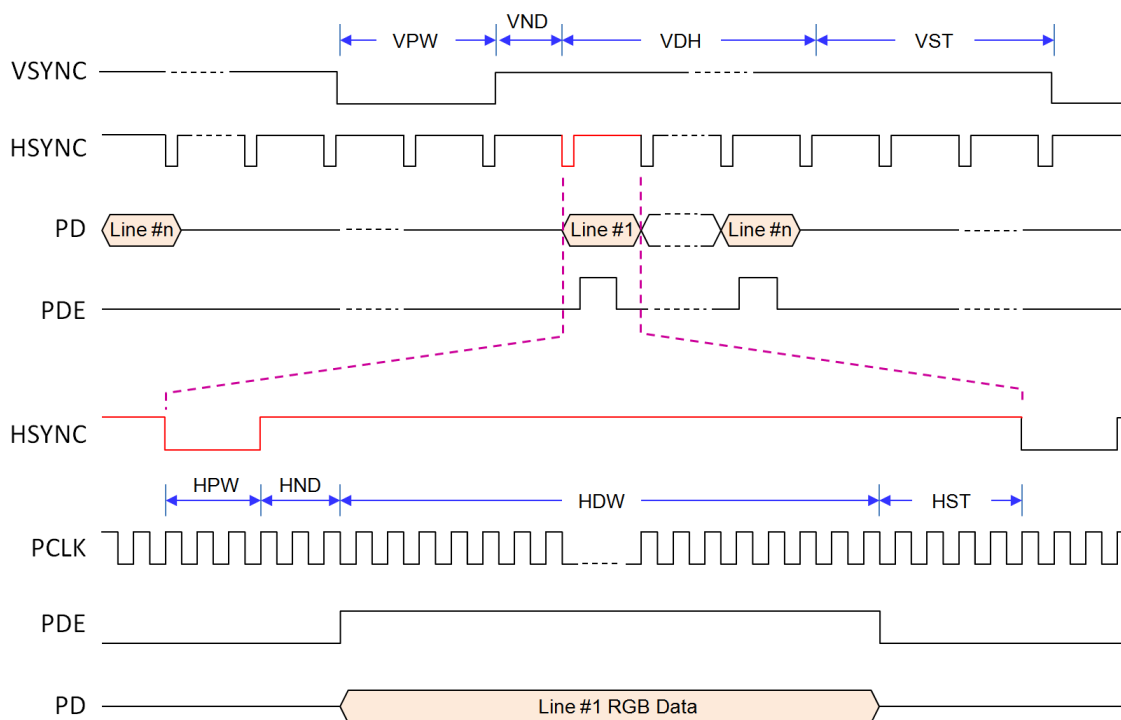 VPW VND VDH VST
VSYNC
HSYNC
PD Line #n Line #1 Line #n
PDE
HSYNC
HPW HND HDW HST
PCLK
PDE
PD Line #1 RGB Data